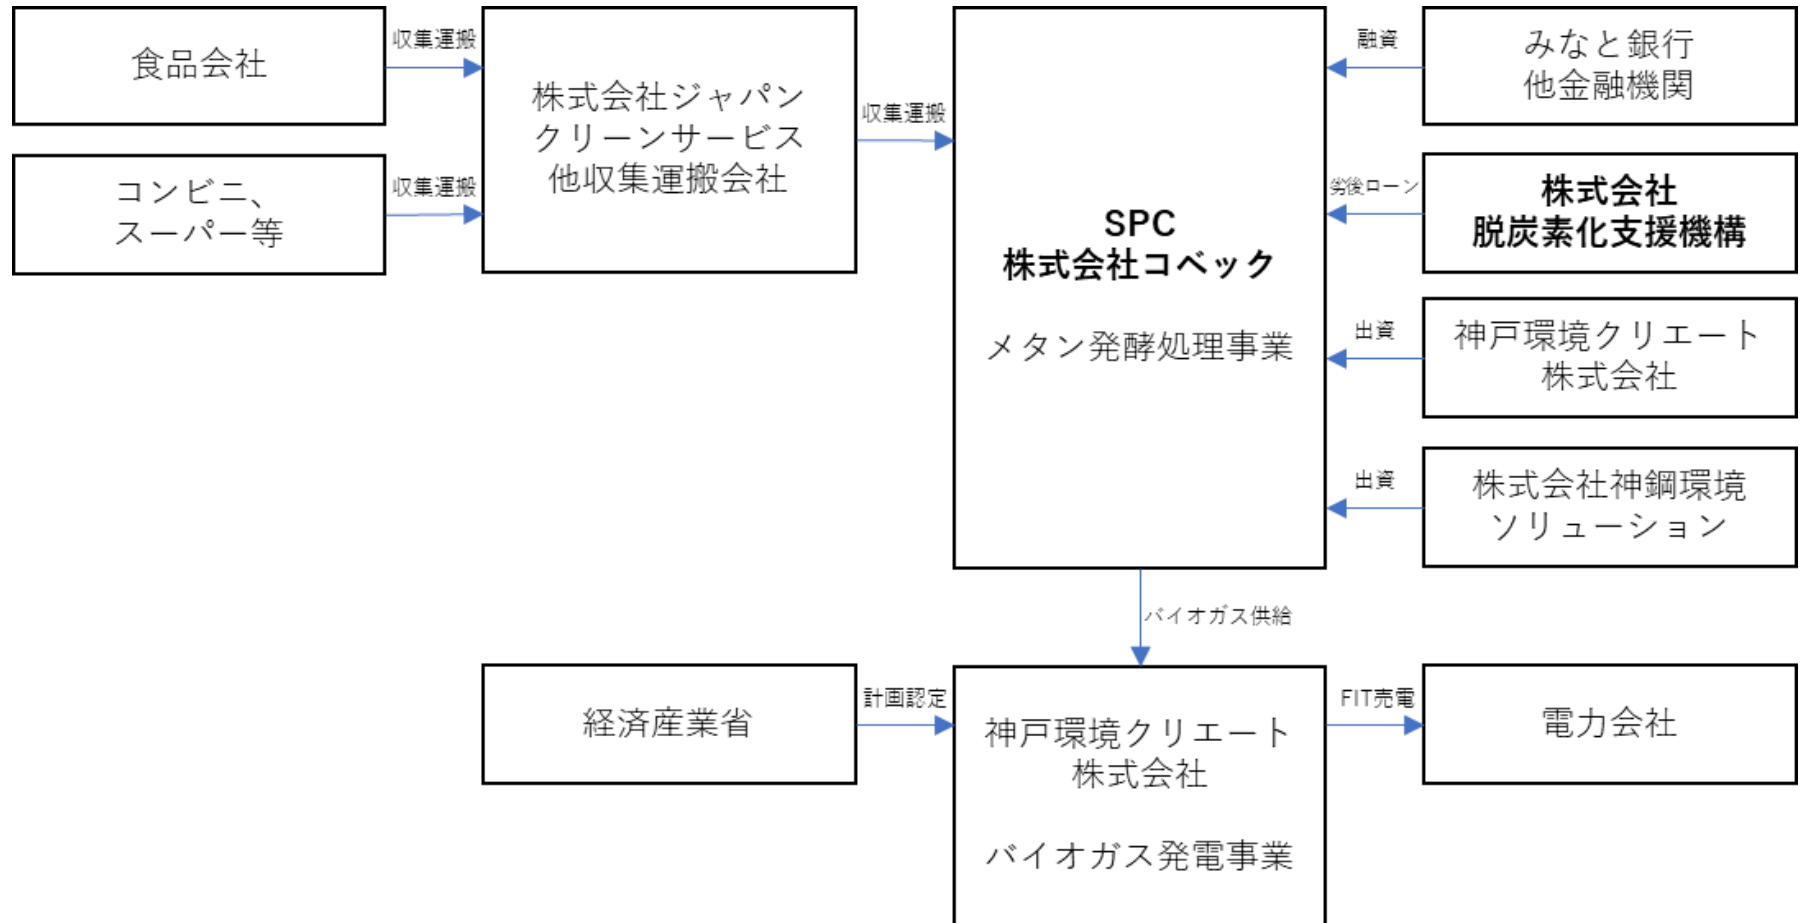 食品会社
収集運搬
コンビニ、
スーパー等
収集運搬
株式会社ジャパン
クリーンサービス
他収集運搬会社
収集運搬
SPC
株式会社コベック
メタン発酵処理事業
融資
みなと銀行
他金融機関
劣後ローン
株式会社
脱炭素化支援機構
出資
神戸環境クリエート
株式会社
出資
株式会社神鋼環境
ソリューション
バイオガス供給
経済産業省
計画認定
神戸環境クリエート
株式会社
バイオガス発電事業
FIT売電
電力会社